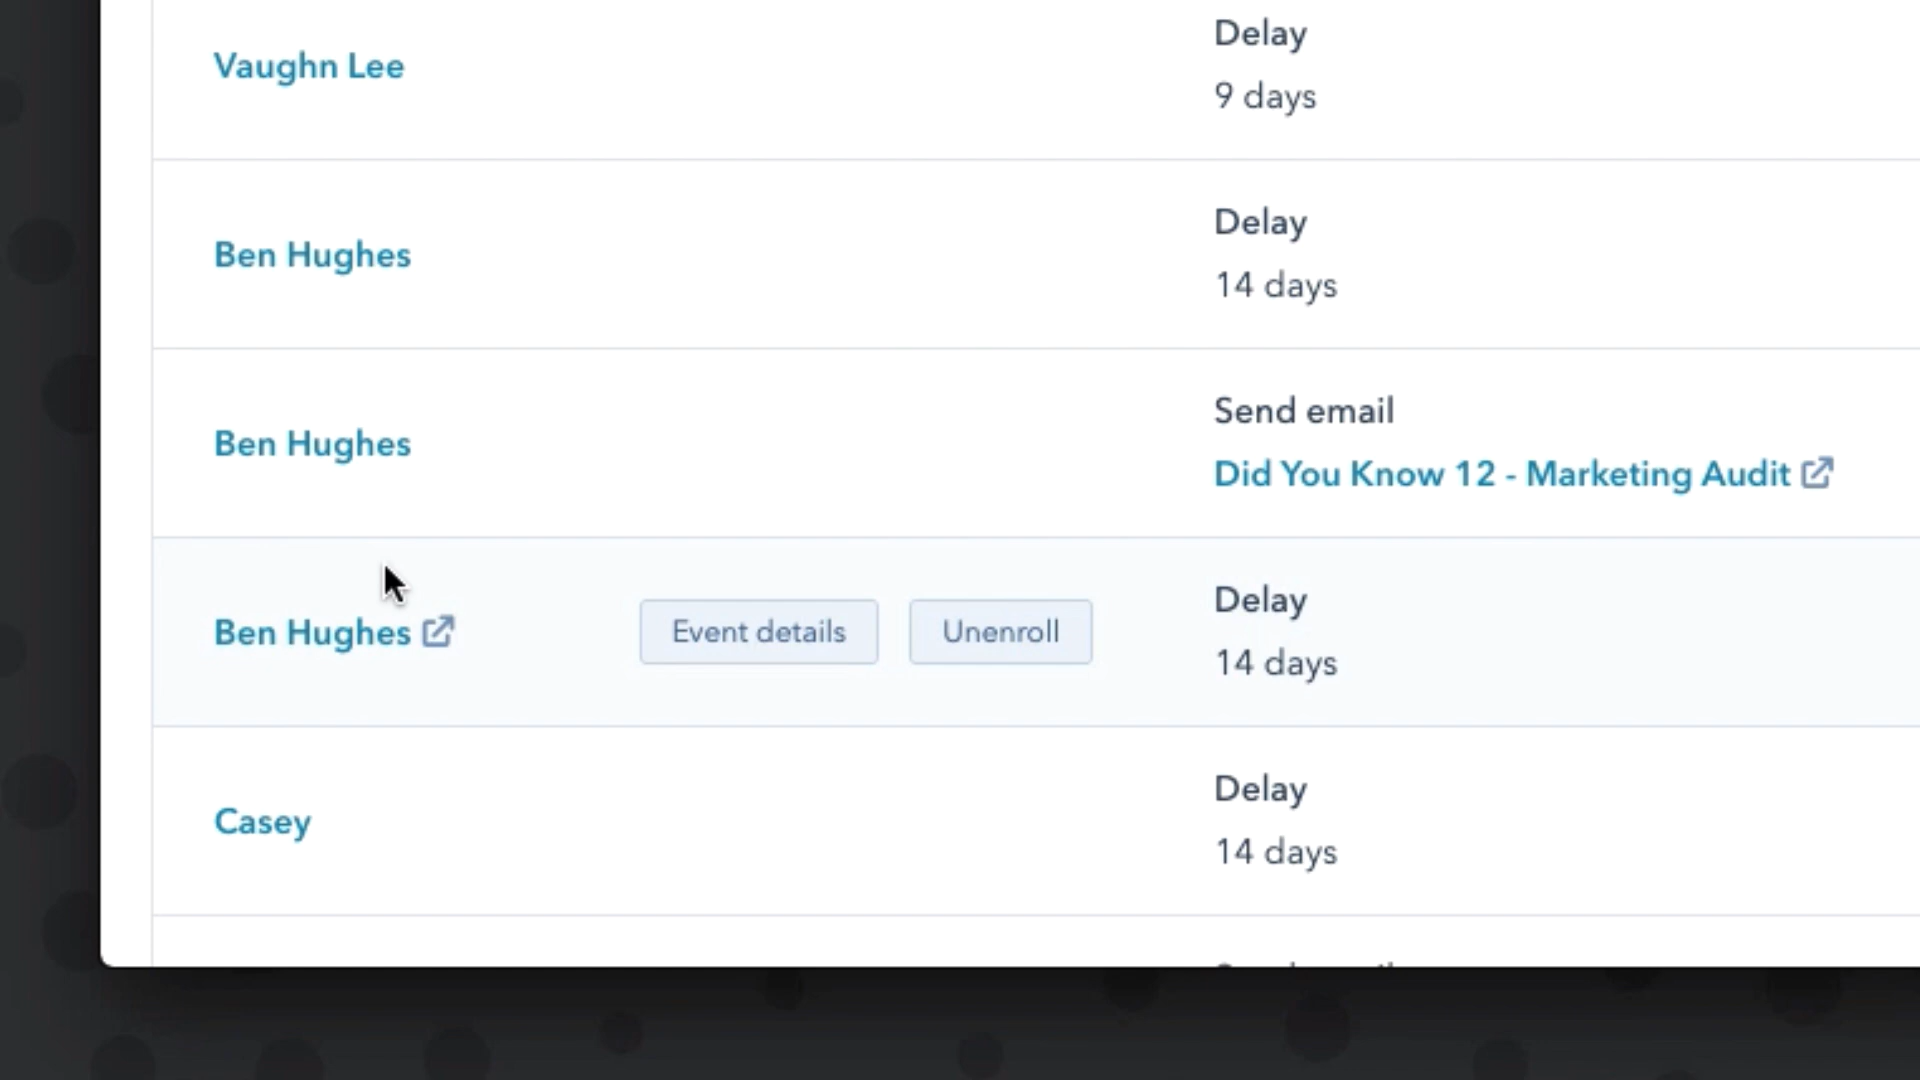 Vaughn Lee
Delay
9 days
Ben Hughes
Delay
14 days
Ben Hughes
Send email
Did You Know 12 - Marketing Audit
Ben Hughes
Event details
Unenroll
Delay
14 days
Casey
Delay
14 days